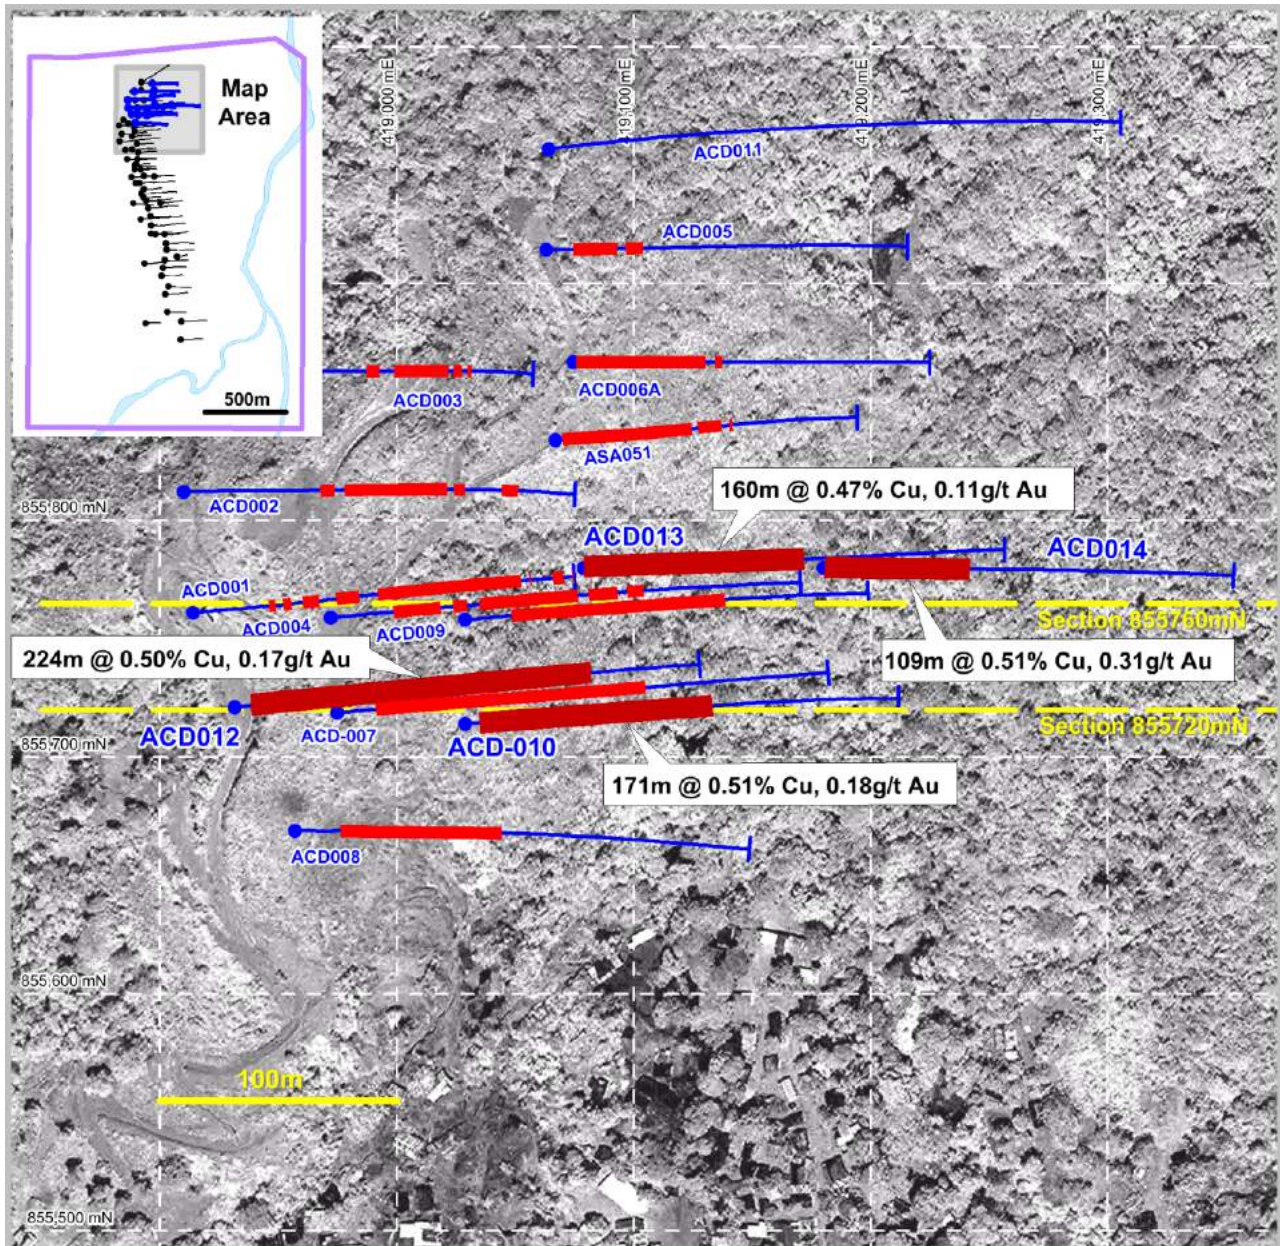 Map
Area
500m
419,000 mE
419,100 mE
419,200 mE
419,300 mE
ACD011
ACD005
ACD003
ACD006A
ASA051
160m @ 0.47% Cu, 0.11g/t Au
ACD002
855,800 mN
ACD013
ACD014
ACD001
ACD004
ACD009
Section 855760mN
224m @ 0.50% Cu, 0.17g/t Au
109m @ 0.51% Cu, 0.31g/t Au
ACD012
ACD-007
ACD-010
Section 855720mN
855,700 mN
171m @ 0.51% Cu, 0.18g/t Au
ACD008
855,600 mN
100m
855,500 mN